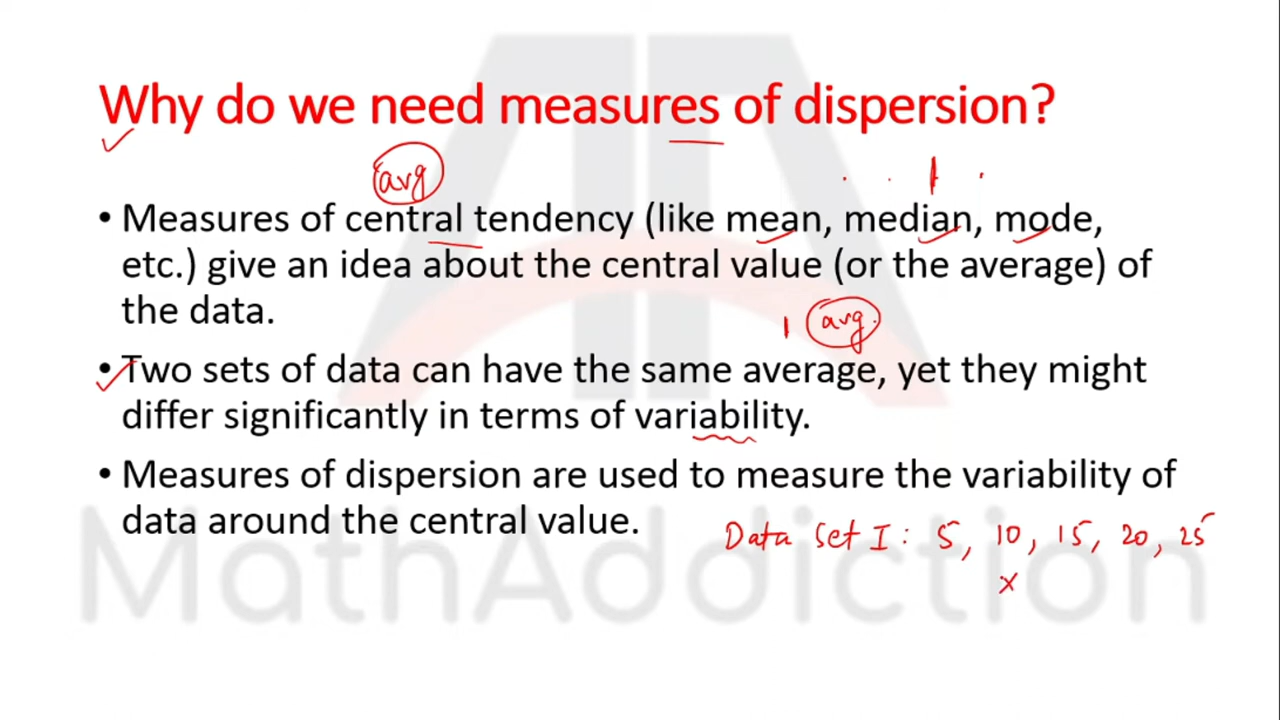 Why do we need measures of dispersion?
avg
• Measures of central tendency (like mean, median, mode,
etc.) give an idea about the central value (or the average) of
the data.
avg.
• Two sets of data can have the same average, yet they might
differ significantly in terms of variability.
• Measures of dispersion are used to measure the variability of
data around the central value.
Data Set I : 5, 10, 15, 20, 25
x
MathAddiction